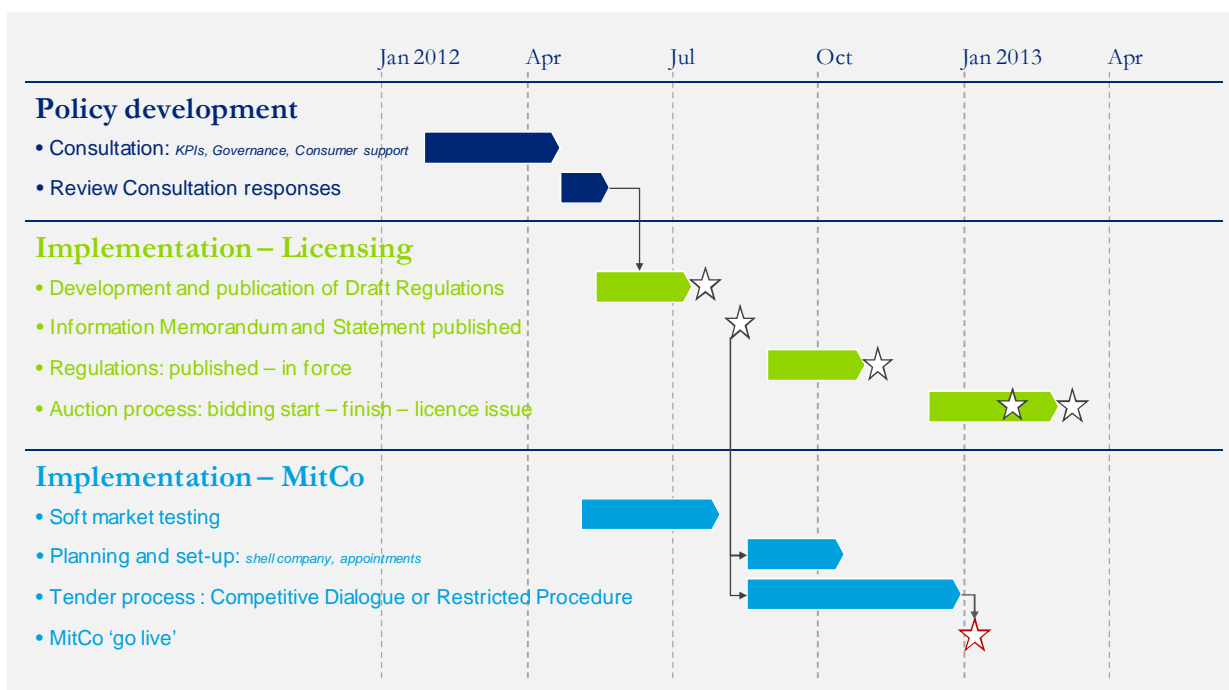 Jan 2012 Apr Jul Oct Jan 2013 Apr
Policy development
• Consultation: KPIs, Governance, Consumer support
• Review Consultation responses
Implementation – Licensing
• Development and publication of Draft Regulations
• Information Memorandum and Statement published
• Regulations: published – in force
• Auction process: bidding start – finish – licence issue
Implementation – MitCo
• Soft market testing
• Planning and set-up: shell company, appointments
• Tender process : Competitive Dialogue or Restricted Procedure
• MitCo ‘go live’